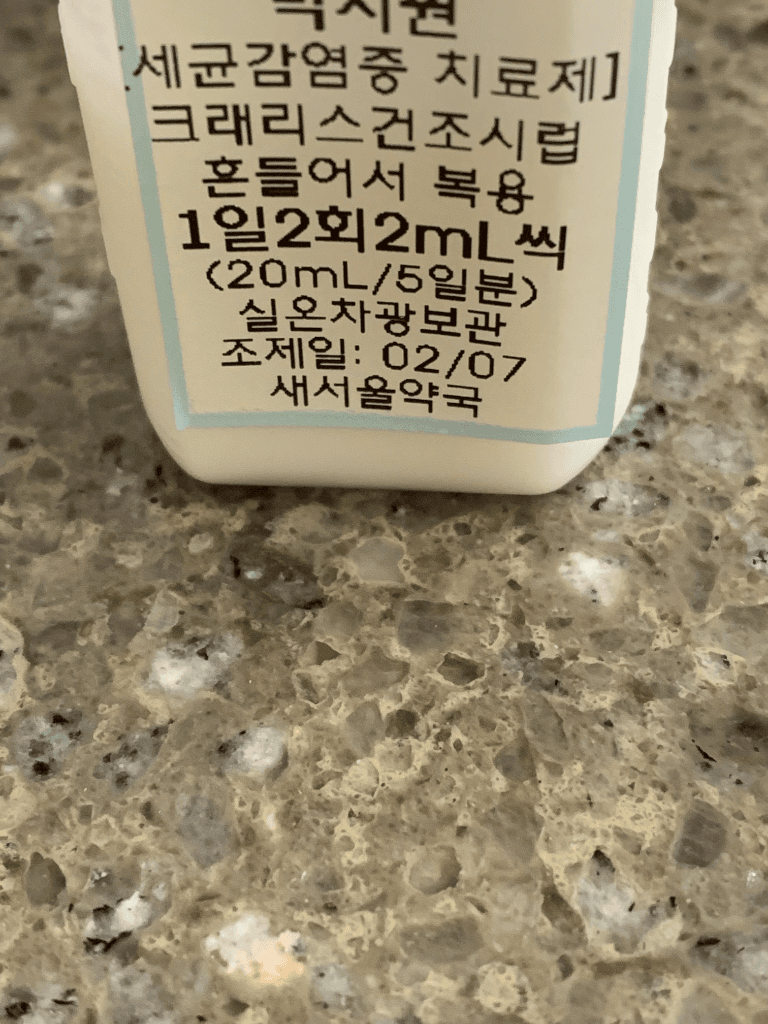 [세균감염증 치료제]
크래리스건조시럽
흔들어서 복용
1일2회2mL씩
(20mL/5일분)
실온차광보관
조제일: 02/07
새서울약국